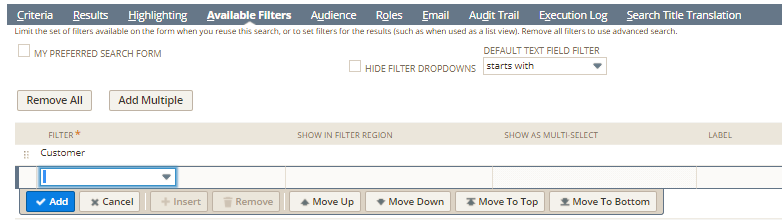 Criteria Results Highlighting Available Filters Audience Roles Email Audit Trail Execution Log Search Title Translation
Limit the set of filters available on the form when you reuse this search, or to set filters for the results (such as when used as a list view). Remove all filters to use advanced search.
MY PREFERRED SEARCH FORM
DEFAULT TEXT FIELD FILTER
HIDE FILTER DROPDOWNS starts with
Remove All Add Multiple
FILTER * SHOW IN FILTER REGION SHOW AS MULTI-SELECT LABEL
Customer
Add Cancel Insert Remove Move Up Move Down Move To Top Move To Bottom